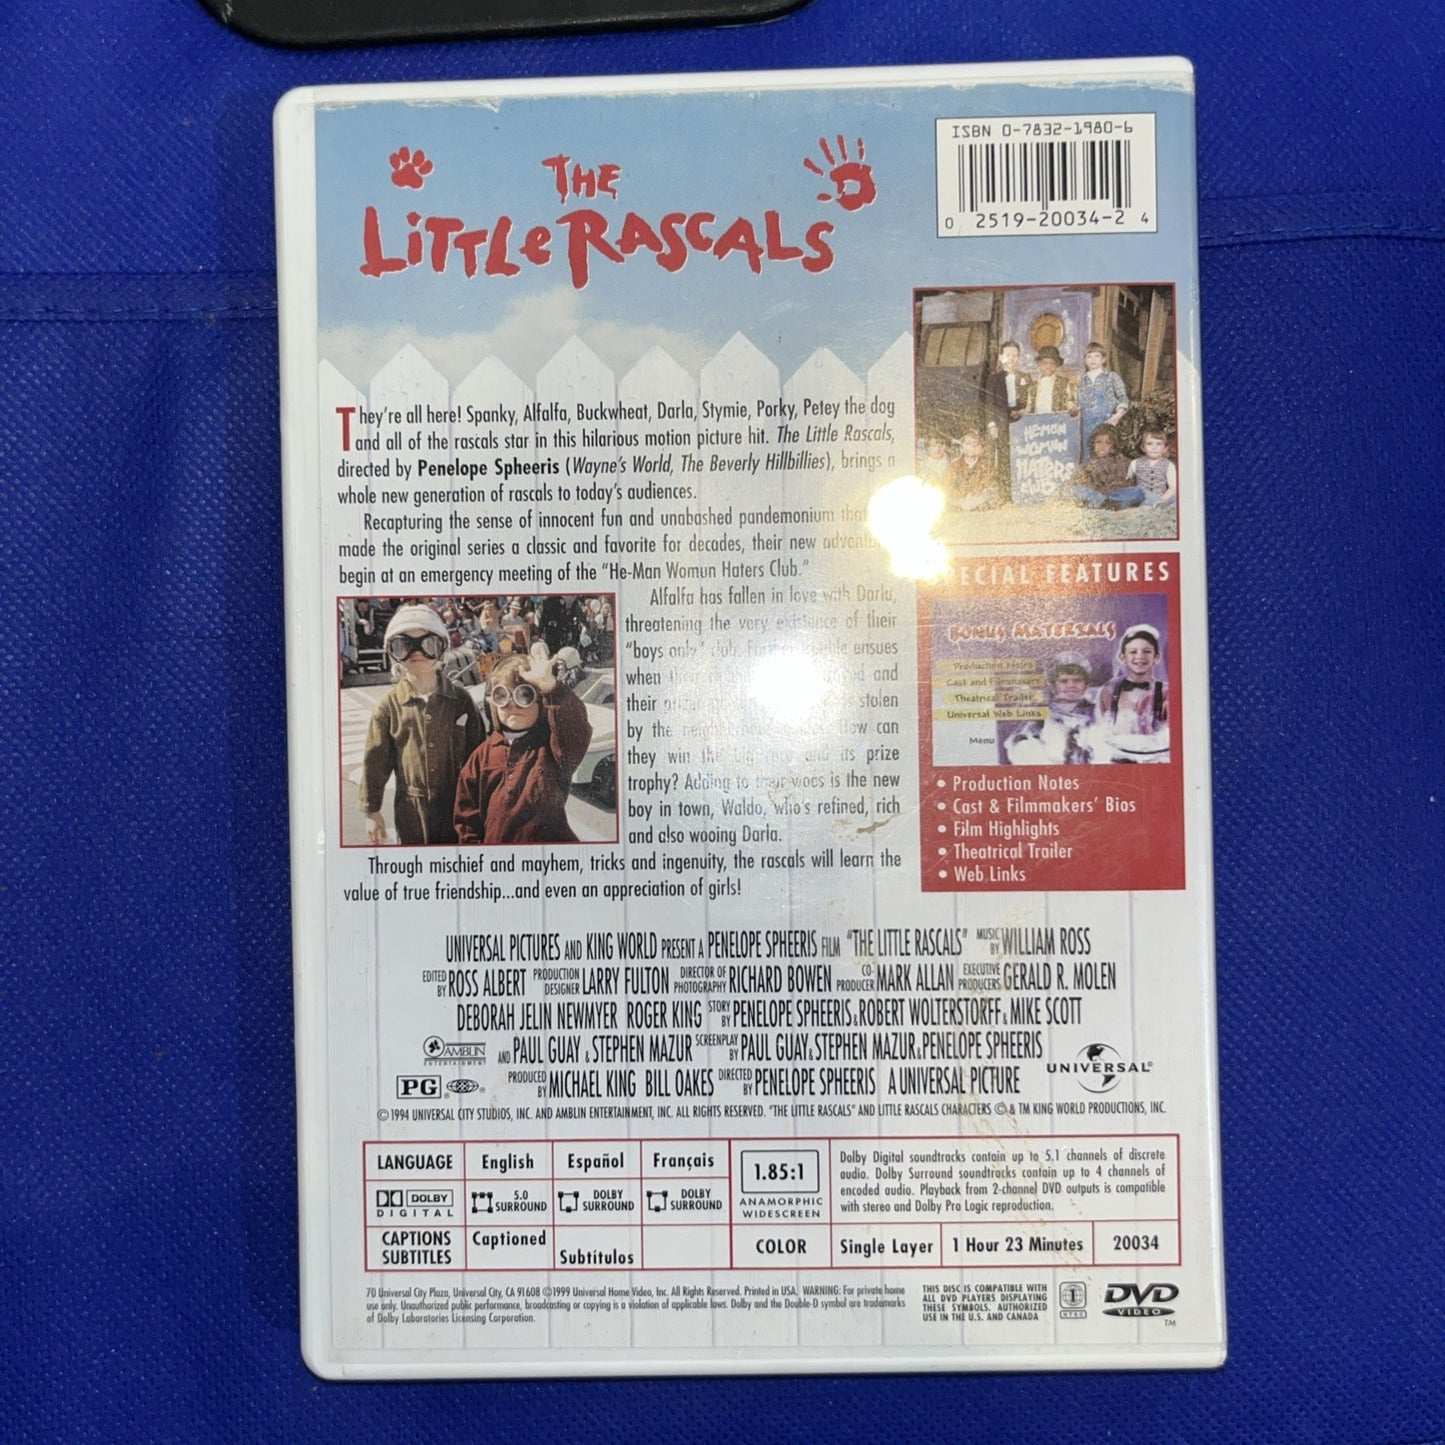 ISBN 0-7832-1980-6
0 2519-20034-2 4
THE
LiTTLe RASCALS
They're all here! Spanky, Alfalfa, Buckwheat, Darla, Stymie, Porky, Petey the dog
and all of the rascals star in this hilarious motion picture hit. The Little Rascals,
directed by Penelope Spheeris (Wayne's World, The Beverly Hillbillies), brings a
whole new generation of rascals to today's audiences.
Recapturing the sense of innocent fun and unabashed pandemonium that
made the original series a classic and favorite for decades, their new
begin at an emergency meeting of the "He-Man Womun Haters Club."
Alfalfa has fallen in love with Darla,
threatening the very existence of their
"boys only" club. ensues
when and
their stolen
by the How can
they win the and its prize
trophy? Adding to their woes is the new
boy in town, Waldo, who's refined, rich
and also wooing Darla.
Through mischief and mayhem, tricks and ingenuity, the rascals will learn the
value of true friendship...and even an appreciation of girls!
HE-MAN
WOMUN
HATERS
FEATURES
BONUS MATERIALS
Production Notes
Cast and Filmmakers
Theatrical Trailer
Universal Web Links
Menu
• Production Notes
• Cast & Filmmakers' Bios
• Film Highlights
• Theatrical Trailer
• Web Links
UNIVERSAL PICTURES AND KING WORLD PRESENT A PENELOPE SPHEERIS FILM "THE LITTLE RASCALS" MUSIC BY WILLIAM ROSS
EDITED BY ROSS ALBERT PRODUCTION DESIGNER LARRY FULTON DIRECTOR OF PHOTOGRAPHY RICHARD BOWEN CO-PRODUCER MARK ALLAN EXECUTIVE PRODUCERS GERALD R. MOLEN
DEBORAH JELIN NEWMYER ROGER KING STORY BY PENELOPE SPHEERIS & ROBERT WOLTERSTORFF & MIKE SCOTT
AND PAUL GUAY & STEPHEN MAZUR SCREENPLAY BY PAUL GUAY & STEPHEN MAZUR & PENELOPE SPHEERIS
PRODUCED BY MICHAEL KING BILL OAKES DIRECTED BY PENELOPE SPHEERIS A UNIVERSAL PICTURE
AMBLIN
ENTERTAINMENT
PG
UNIVERSAL
© 1994 UNIVERSAL CITY STUDIOS, INC. AND AMBLIN ENTERTAINMENT, INC. ALL RIGHTS RESERVED. "THE LITTLE RASCALS" AND LITTLE RASCALS CHARACTERS © & TM KING WORLD PRODUCTIONS, INC.
LANGUAGE English Español Français
DOLBY DIGITAL 5.0 SURROUND DOLBY SURROUND DOLBY SURROUND
CAPTIONS SUBTITLES Captioned Subtítulos
1.85:1
ANAMORPHIC
WIDESCREEN
Dolby Digital soundtracks contain up to 5.1 channels of discrete
audio. Dolby Surround soundtracks contain up to 4 channels of
encoded audio. Playback from 2-channel DVD outputs is compatible
with stereo and Dolby Pro Logic reproduction.
COLOR Single Layer 1 Hour 23 Minutes 20034
70 Universal City Plaza, Universal City, CA 91608 ©1999 Universal Home Video, Inc. All Rights Reserved. Printed in USA. WARNING: For private home
use only. Unauthorized public performance, broadcasting or copying is a violation of applicable laws. Dolby and the Double-D symbol are trademarks
of Dolby Laboratories Licensing Corporation.
THIS DISC IS COMPATIBLE WITH
ALL DVD PLAYERS DISPLAYING
THESE SYMBOLS. AUTHORIZED
USE IN THE U.S. AND CANADA
1
NTSC
DVD
VIDEO
TM